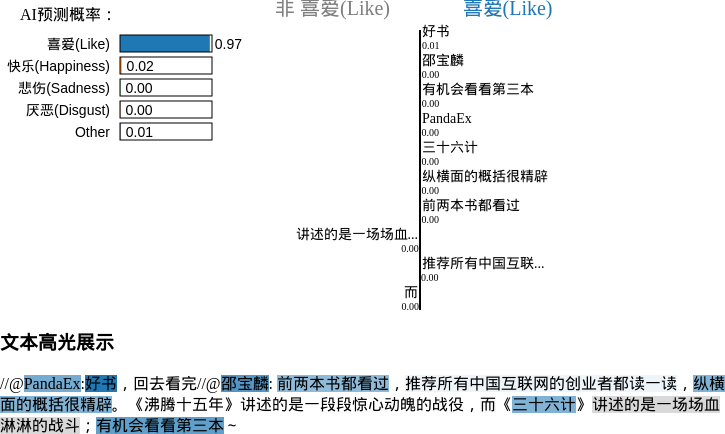 AI预测概率：
喜爱(Like) 0.97
快乐(Happiness) 0.02
悲伤(Sadness) 0.00
厌恶(Disgust) 0.00
Other 0.01
非 喜爱(Like) 喜爱(Like)
好书
0.01
邵宝麟
0.00
有机会看看第三本
0.00
PandaEx
0.00
三十六计
0.00
纵横面的概括很精辟
0.00
前两本书都看过
0.00
讲述的是一场场血...
0.00
推荐所有中国互联...
0.00
而
0.00
文本高光展示
//@PandaEx:好书，回去看完//@邵宝麟: 前两本书都看过，推荐所有中国互联网的创业者都读一读，纵横
面的概括很精辟。《沸腾十五年》讲述的是一段段惊心动魄的战役，而《三十六计》讲述的是一场场血
淋淋的战斗；有机会看看第三本～